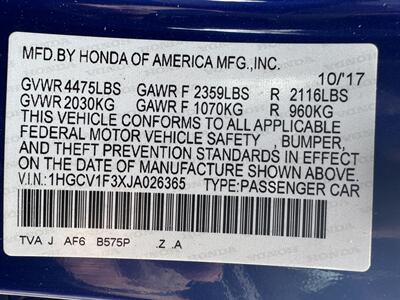 MFD.BY HONDA OF AMERICA MFG.,INC.
10/'17
GVWR 4475LBS GAWR F 2359LBS R 2116LBS
GVWR 2030KG GAWR F 1070KG R 960KG
THIS VEHICLE CONFORMS TO ALL APPLICABLE
FEDERAL MOTOR VEHICLE SAFETY , BUMPER,
AND THEFT PREVENTION STANDARDS IN EFFECT
ON THE DATE OF MANUFACTURE SHOWN ABOVE.
V.I.N.:1HGCV1F3XJA026365 TYPE:PASSENGER CAR
TVA J AF6 B575P .Z .A